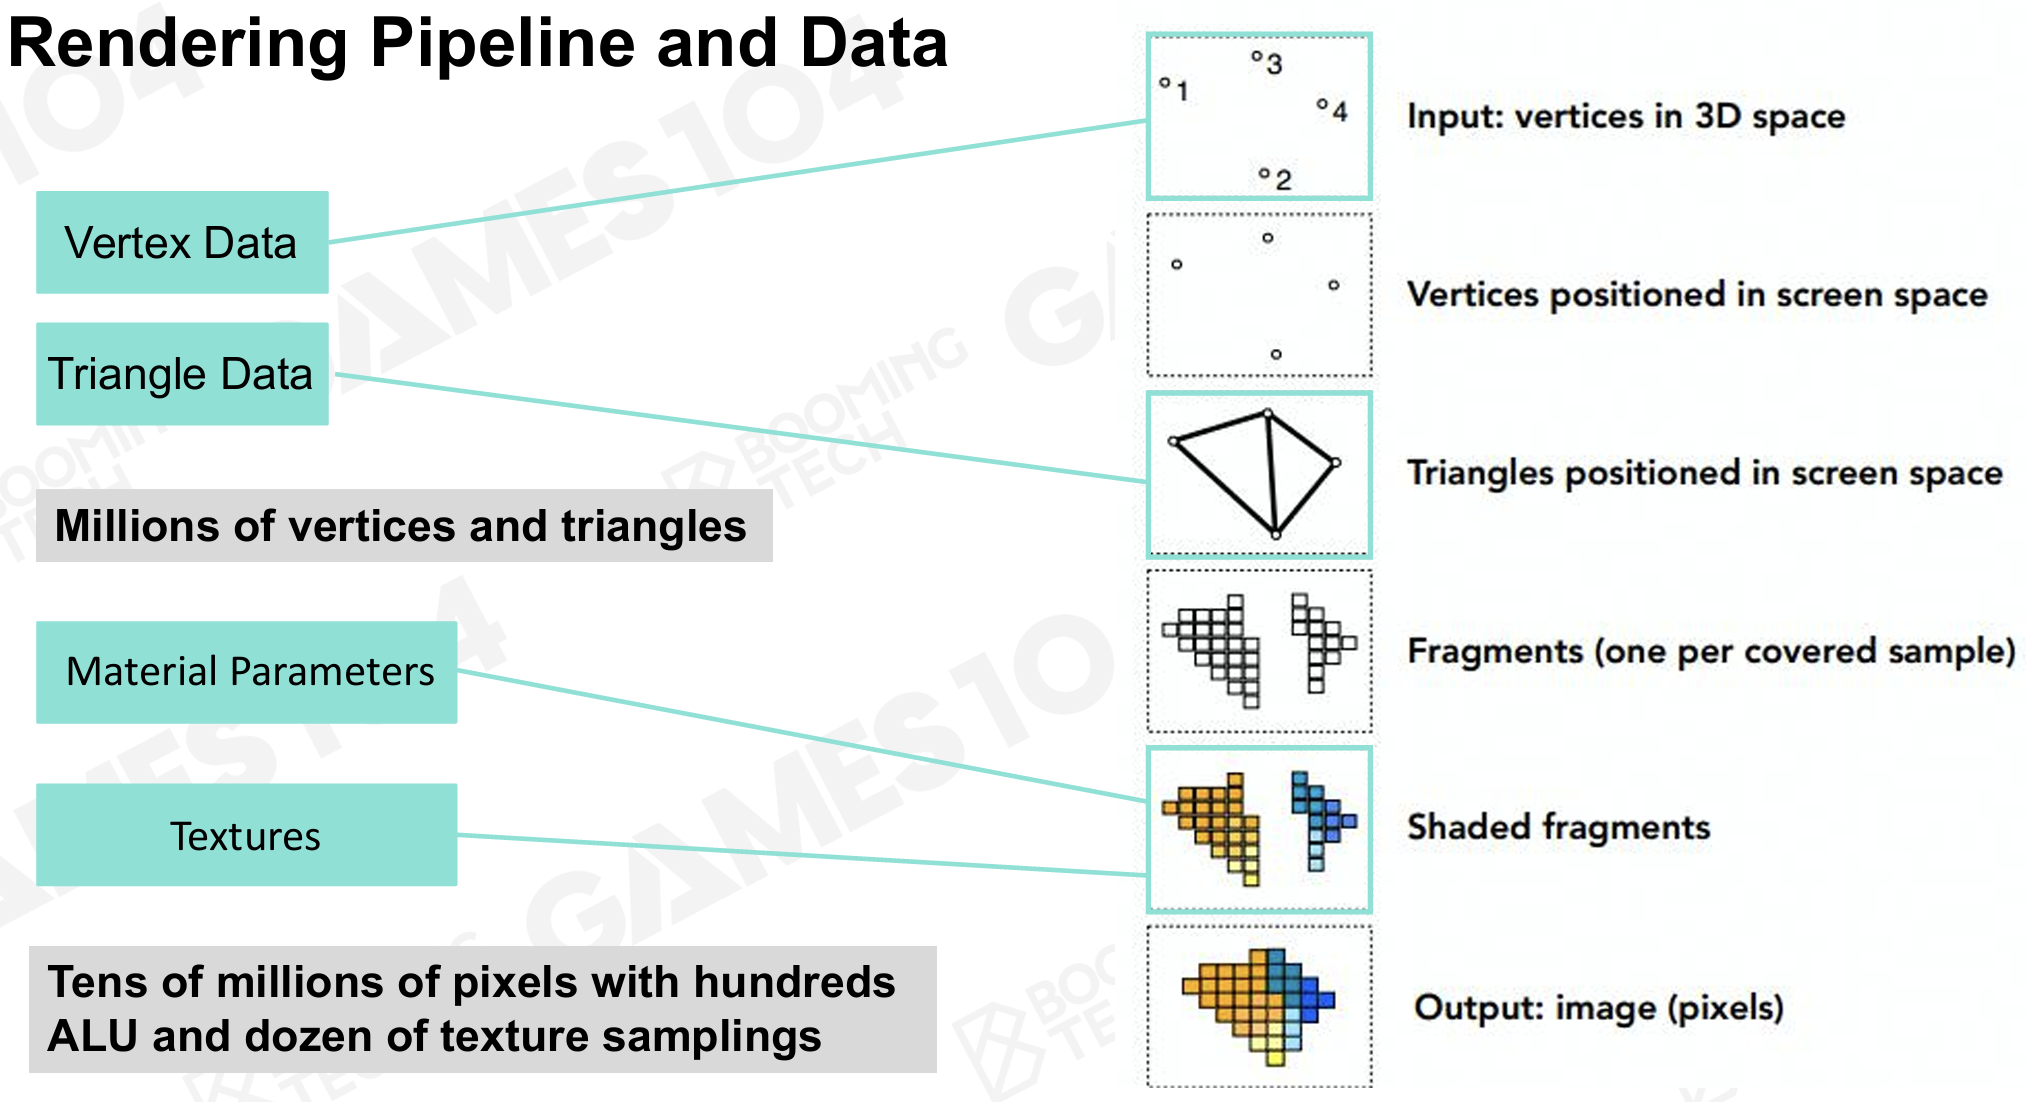 Rendering Pipeline and Data
Vertex Data
Triangle Data
Millions of vertices and triangles
Material Parameters
Textures
Tens of millions of pixels with hundreds
ALU and dozen of texture samplings
3
1
4
2
Input: vertices in 3D space
Vertices positioned in screen space
Triangles positioned in screen space
Fragments (one per covered sample)
Shaded fragments
Output: image (pixels)
GAMES104
BOOMING
TECH
GAMES10